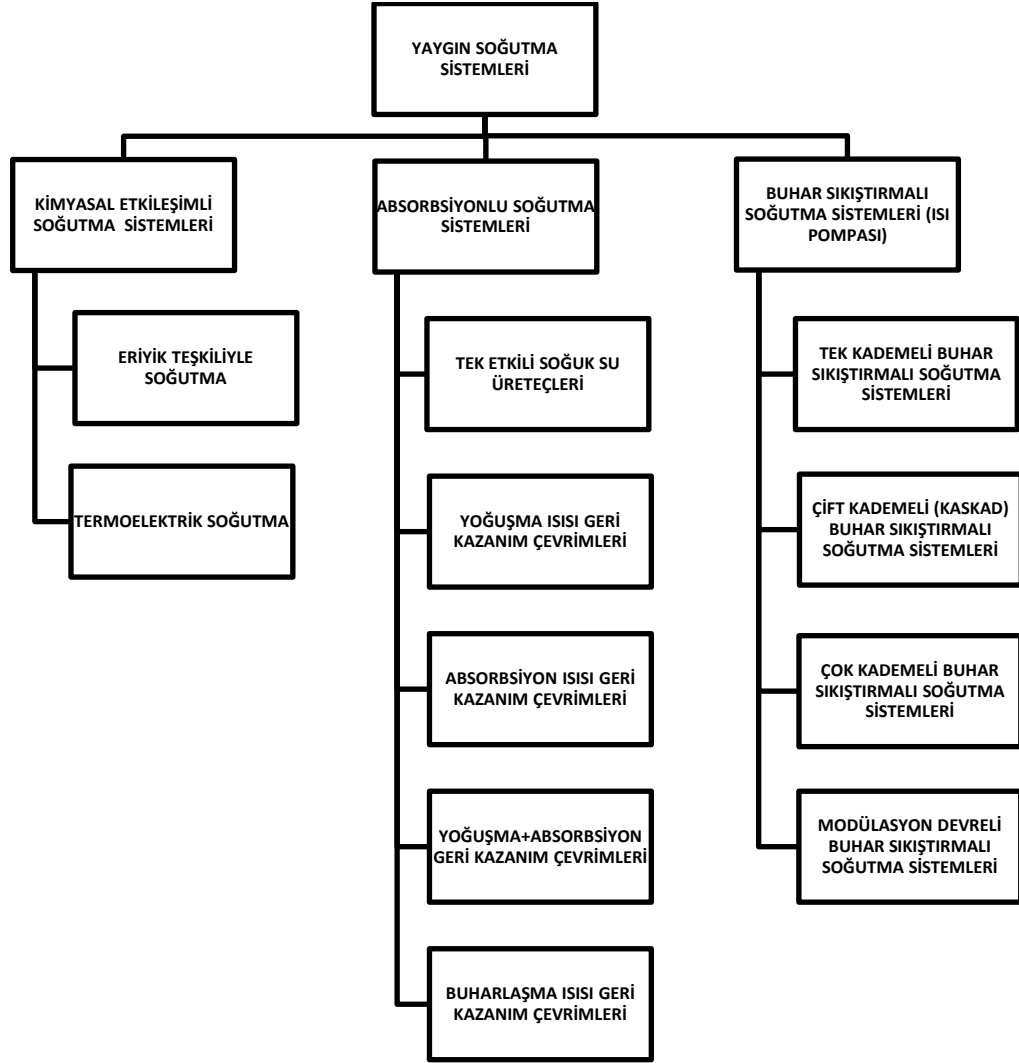 YAYGIN SOĞUTMA
SİSTEMLERİ
KİMYASAL ETKİLEŞİMLİ
SOĞUTMA SİSTEMLERİ
ERİYİK TEŞKİLİYLE
SOĞUTMA
TERMOELEKTRİK SOĞUTMA
ABSORBSİYONLU SOĞUTMA
SİSTEMLERİ
TEK ETKİLİ SOĞUK SU
ÜRETEÇLERİ
YOĞUŞMA ISISI GERİ
KAZANIM ÇEVRİMLERİ
ABSORBSİYON ISISI GERİ
KAZANIM ÇEVRİMLERİ
YOĞUŞMA+ABSORBSİYON
GERİ KAZANIM ÇEVRİMLERİ
BUHARLAŞMA ISISI GERİ
KAZANIM ÇEVRİMLERİ
BUHAR SIKIŞTIRMALI
SOĞUTMA SİSTEMLERİ (ISI
POMPASI)
TEK KADEMELİ BUHAR
SIKIŞTIRMALI SOĞUTMA
SİSTEMLERİ
ÇİFT KADEMELİ (KASKAD)
BUHAR SIKIŞTIRMALI
SOĞUTMA SİSTEMLERİ
ÇOK KADEMELİ BUHAR
SIKIŞTIRMALI SOĞUTMA
SİSTEMLERİ
MODÜLASYON DEVRELİ
BUHAR SIKIŞTIRMALI
SOĞUTMA SİSTEMLERİ